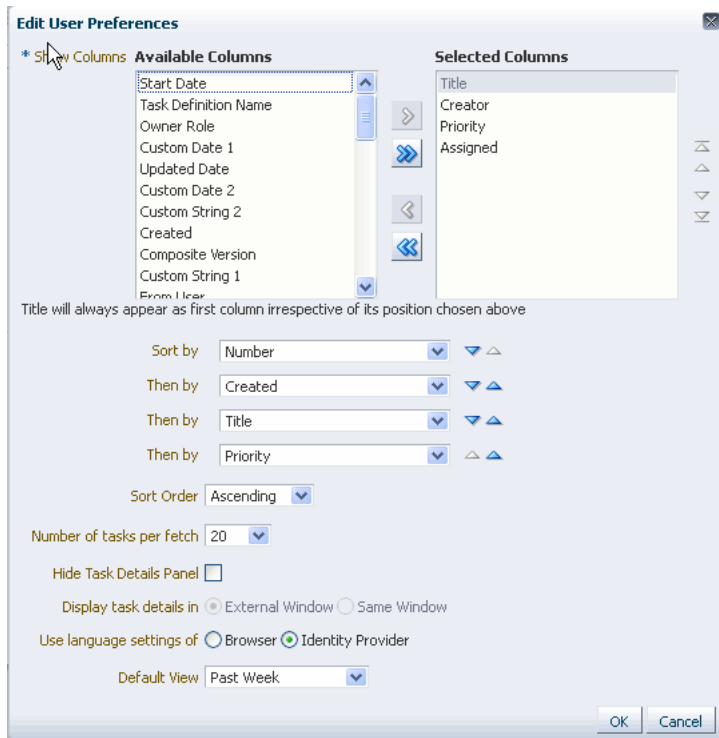 Edit User Preferences
* Show Columns Available Columns Selected Columns
Start Date
Task Definition Name
Owner Role
Custom Date 1
Updated Date
Custom Date 2
Custom String 2
Created
Composite Version
Custom String 1
From User
Title
Creator
Priority
Assigned
Title will always appear as first column irrespective of its position chosen above
Sort by Number
Then by Created
Then by Title
Then by Priority
Sort Order Ascending
Number of tasks per fetch 20
Hide Task Details Panel
Display task details in External Window Same Window
Use language settings of Browser Identity Provider
Default View Past Week
OK Cancel